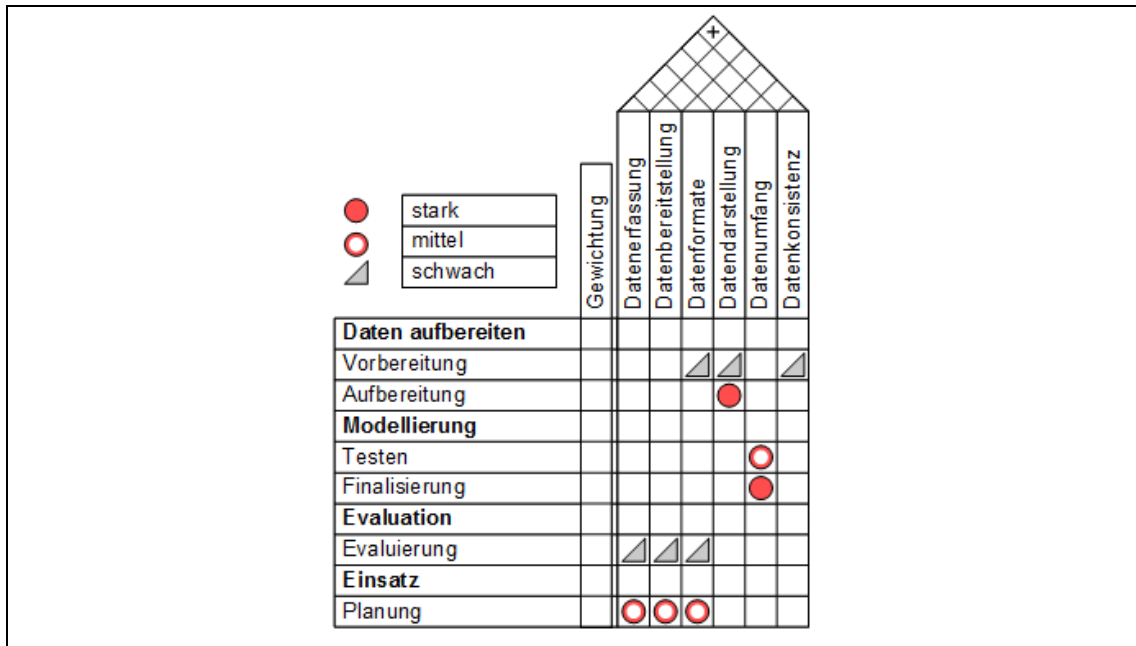 +
Gewichtung
Datenerfassung
Datenbereitstellung
Datenformate
Datendarstellung
Datenumfang
Datenkonsistenz
stark
mittel
schwach
Daten aufbereiten
Vorbereitung
Aufbereitung
Modellierung
Testen
Finalisierung
Evaluation
Evaluierung
Einsatz
Planung